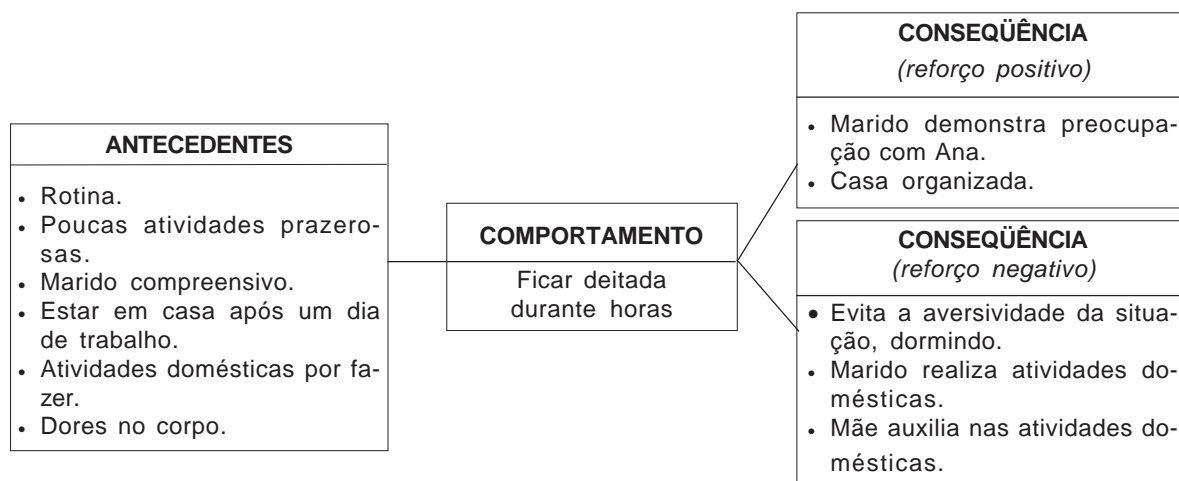 ANTECEDENTES
• Rotina.
• Poucas atividades prazero-
sas.
• Marido compreensivo.
• Estar em casa após um dia
de trabalho.
• Atividades domésticas por fa-
zer.
• Dores no corpo.
COMPORTAMENTO
Ficar deitada
durante horas
CONSEQÜÊNCIA
(reforço positivo)
• Marido demonstra preocupa-
ção com Ana.
• Casa organizada.
CONSEQÜÊNCIA
(reforço negativo)
• Evita a aversividade da situa-
ção, dormindo.
• Marido realiza atividades do-
mésticas.
• Mãe auxilia nas atividades do-
mésticas.